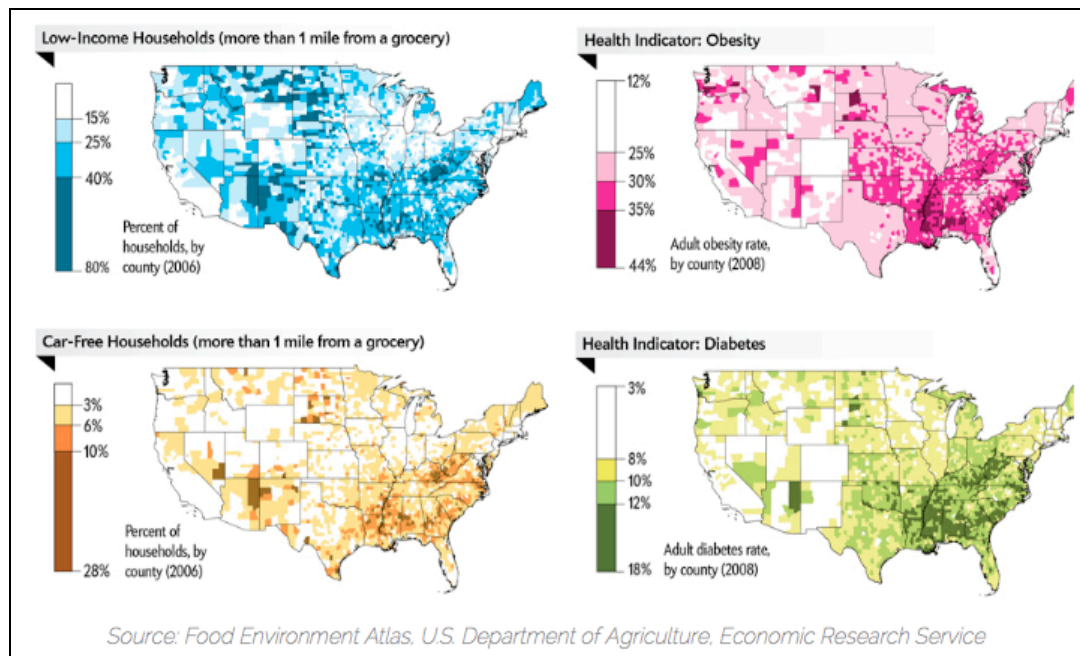 Low-Income Households (more than 1 mile from a grocery)
15%
25%
40%
80%
Percent of
households, by
county (2006)
Health Indicator: Obesity
12%
25%
30%
35%
44%
Adult obesity rate,
by county (2008)
Car-Free Households (more than 1 mile from a grocery)
3%
6%
10%
28%
Percent of
households, by
county (2006)
Health Indicator: Diabetes
3%
8%
10%
12%
18%
Adult diabetes rate,
by county (2008)
Source: Food Environment Atlas, U.S. Department of Agriculture, Economic Research Service